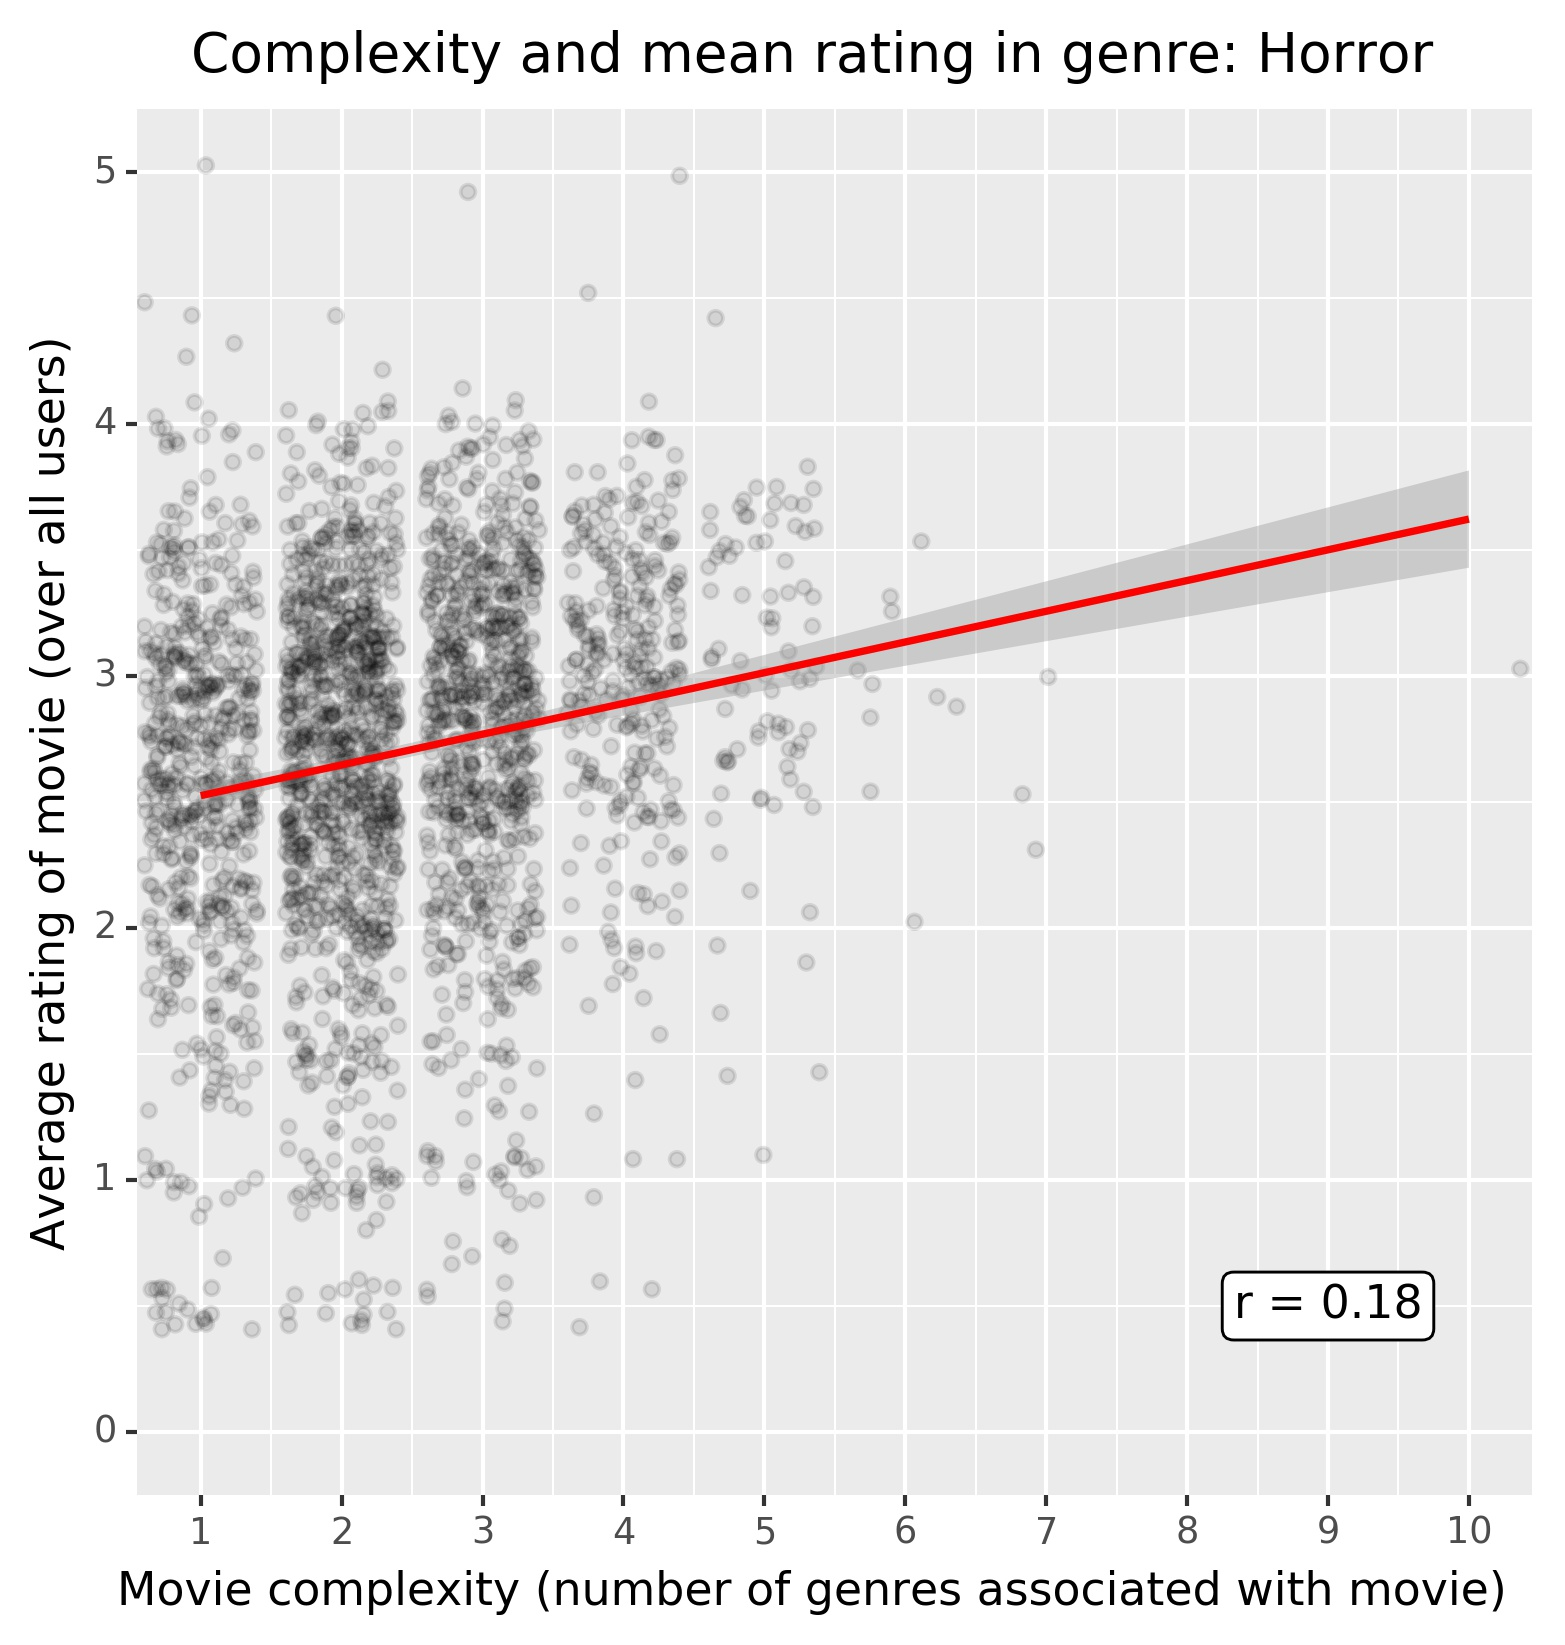 Complexity and mean rating in genre: Horror
Average rating of movie (over all users)
5
4
3
2
1
0
r = 0.18
1 2 3 4 5 6 7 8 9 10
Movie complexity (number of genres associated with movie)